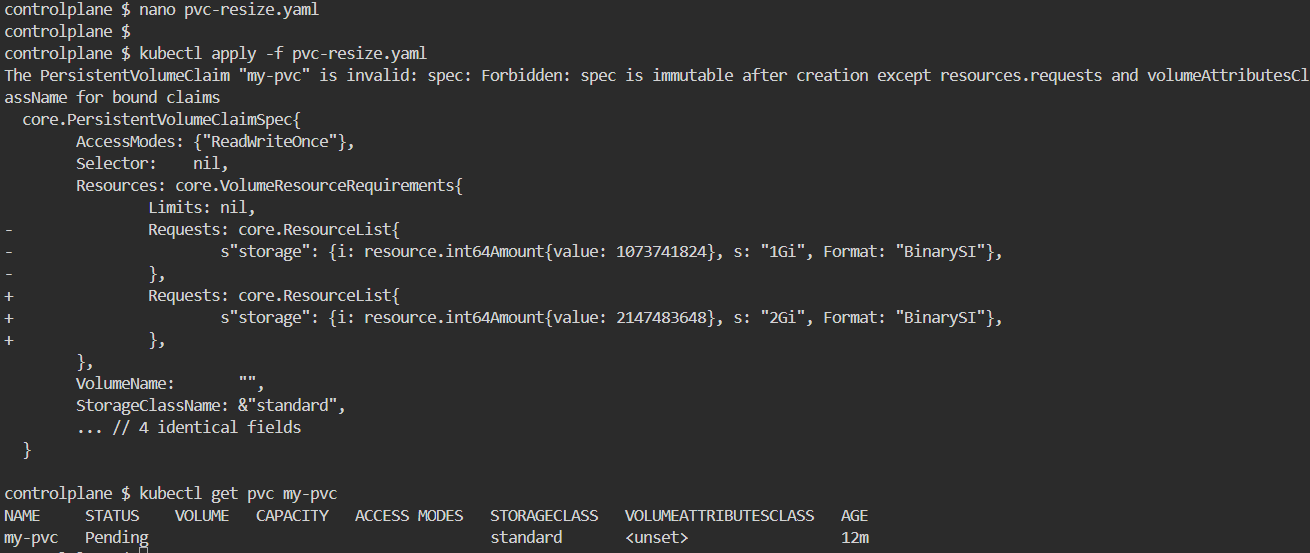 controlplane $ nano pvc-resize.yaml
controlplane $
controlplane $ kubectl apply -f pvc-resize.yaml
The PersistentVolumeClaim "my-pvc" is invalid: spec: Forbidden: spec is immutable after creation except resources.requests and volumeAttributesCl
assName for bound claims
  core.PersistentVolumeClaimSpec{
        AccessModes: {"ReadWriteOnce"},
        Selector:    nil,
        Resources: core.VolumeResourceRequirements{
                Limits: nil,
-               Requests: core.ResourceList{
-                       s"storage": {i: resource.int64Amount{value: 1073741824}, s: "1Gi", Format: "BinarySI"},
-               },
+               Requests: core.ResourceList{
+                       s"storage": {i: resource.int64Amount{value: 2147483648}, s: "2Gi", Format: "BinarySI"},
+               },
        },
        VolumeName:       "",
        StorageClassName: &"standard",
        ... // 4 identical fields
  }
controlplane $ kubectl get pvc my-pvc
NAME     STATUS    VOLUME   CAPACITY   ACCESS MODES   STORAGECLASS   VOLUMEATTRIBUTESCLASS   AGE
my-pvc   Pending                                      standard       <unset>                 12m